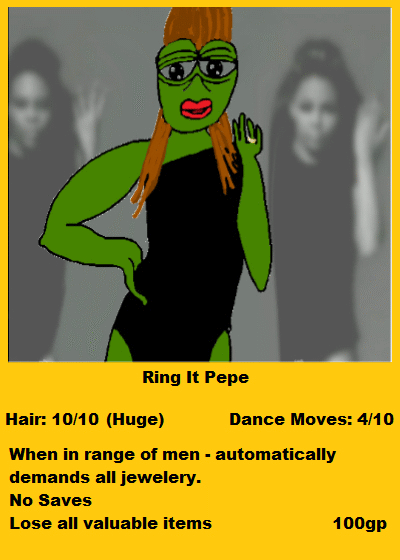 Ring It Pepe
Hair: 10/10 (Huge) Dance Moves: 4/10
When in range of men - automatically
demands all jewelery.
No Saves
Lose all valuable items 100gp